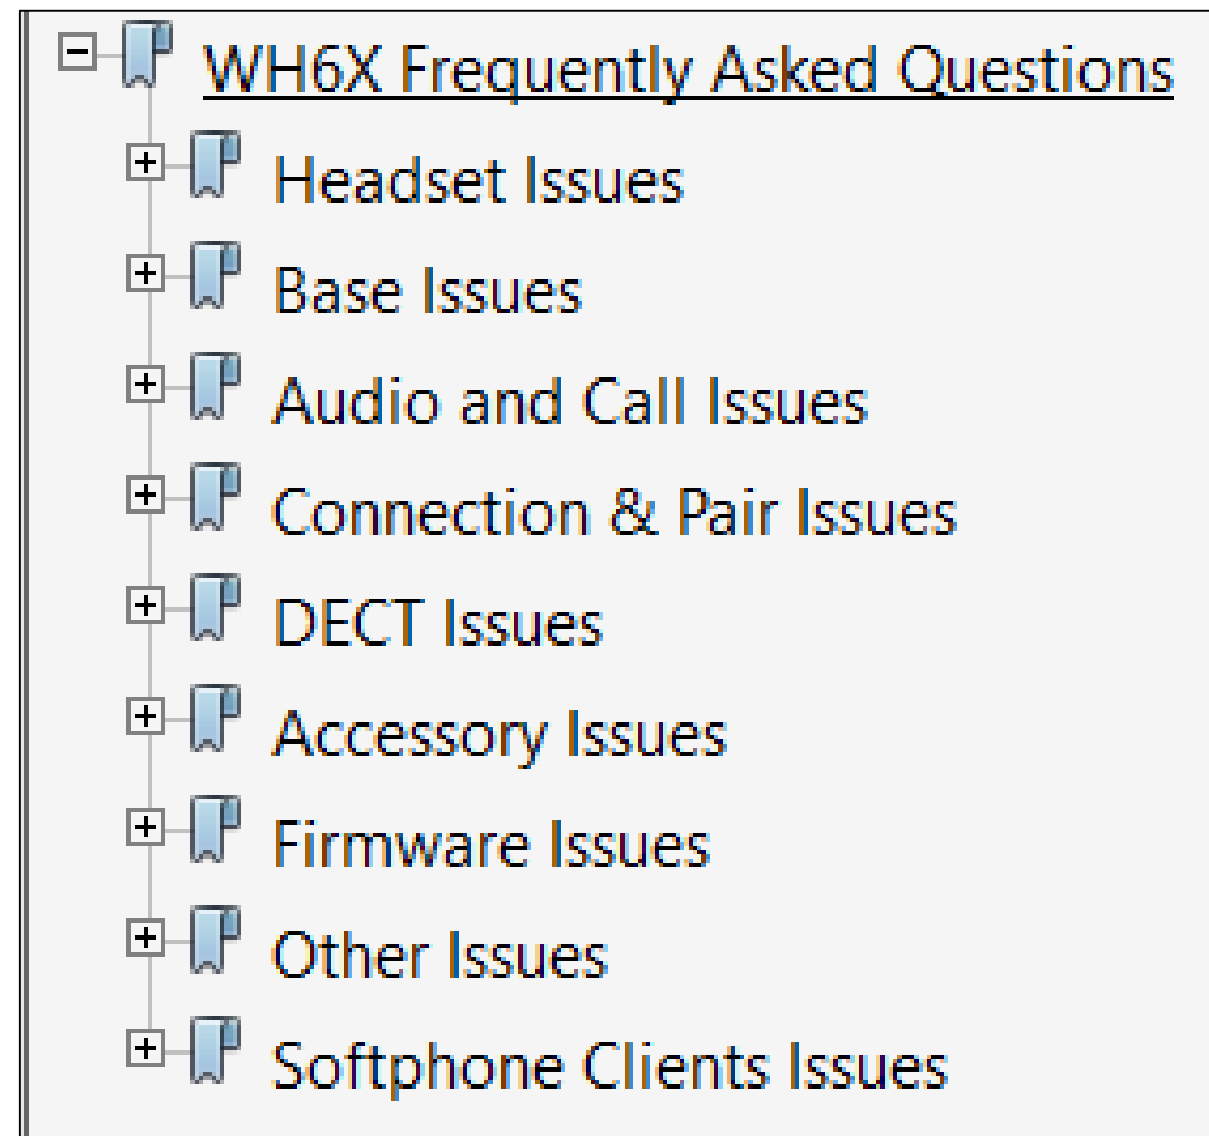 WH6X Frequently Asked Questions
Headset Issues
Base Issues
Audio and Call Issues
Connection & Pair Issues
DECT Issues
Accessory Issues
Firmware Issues
Other Issues
Softphone Clients Issues